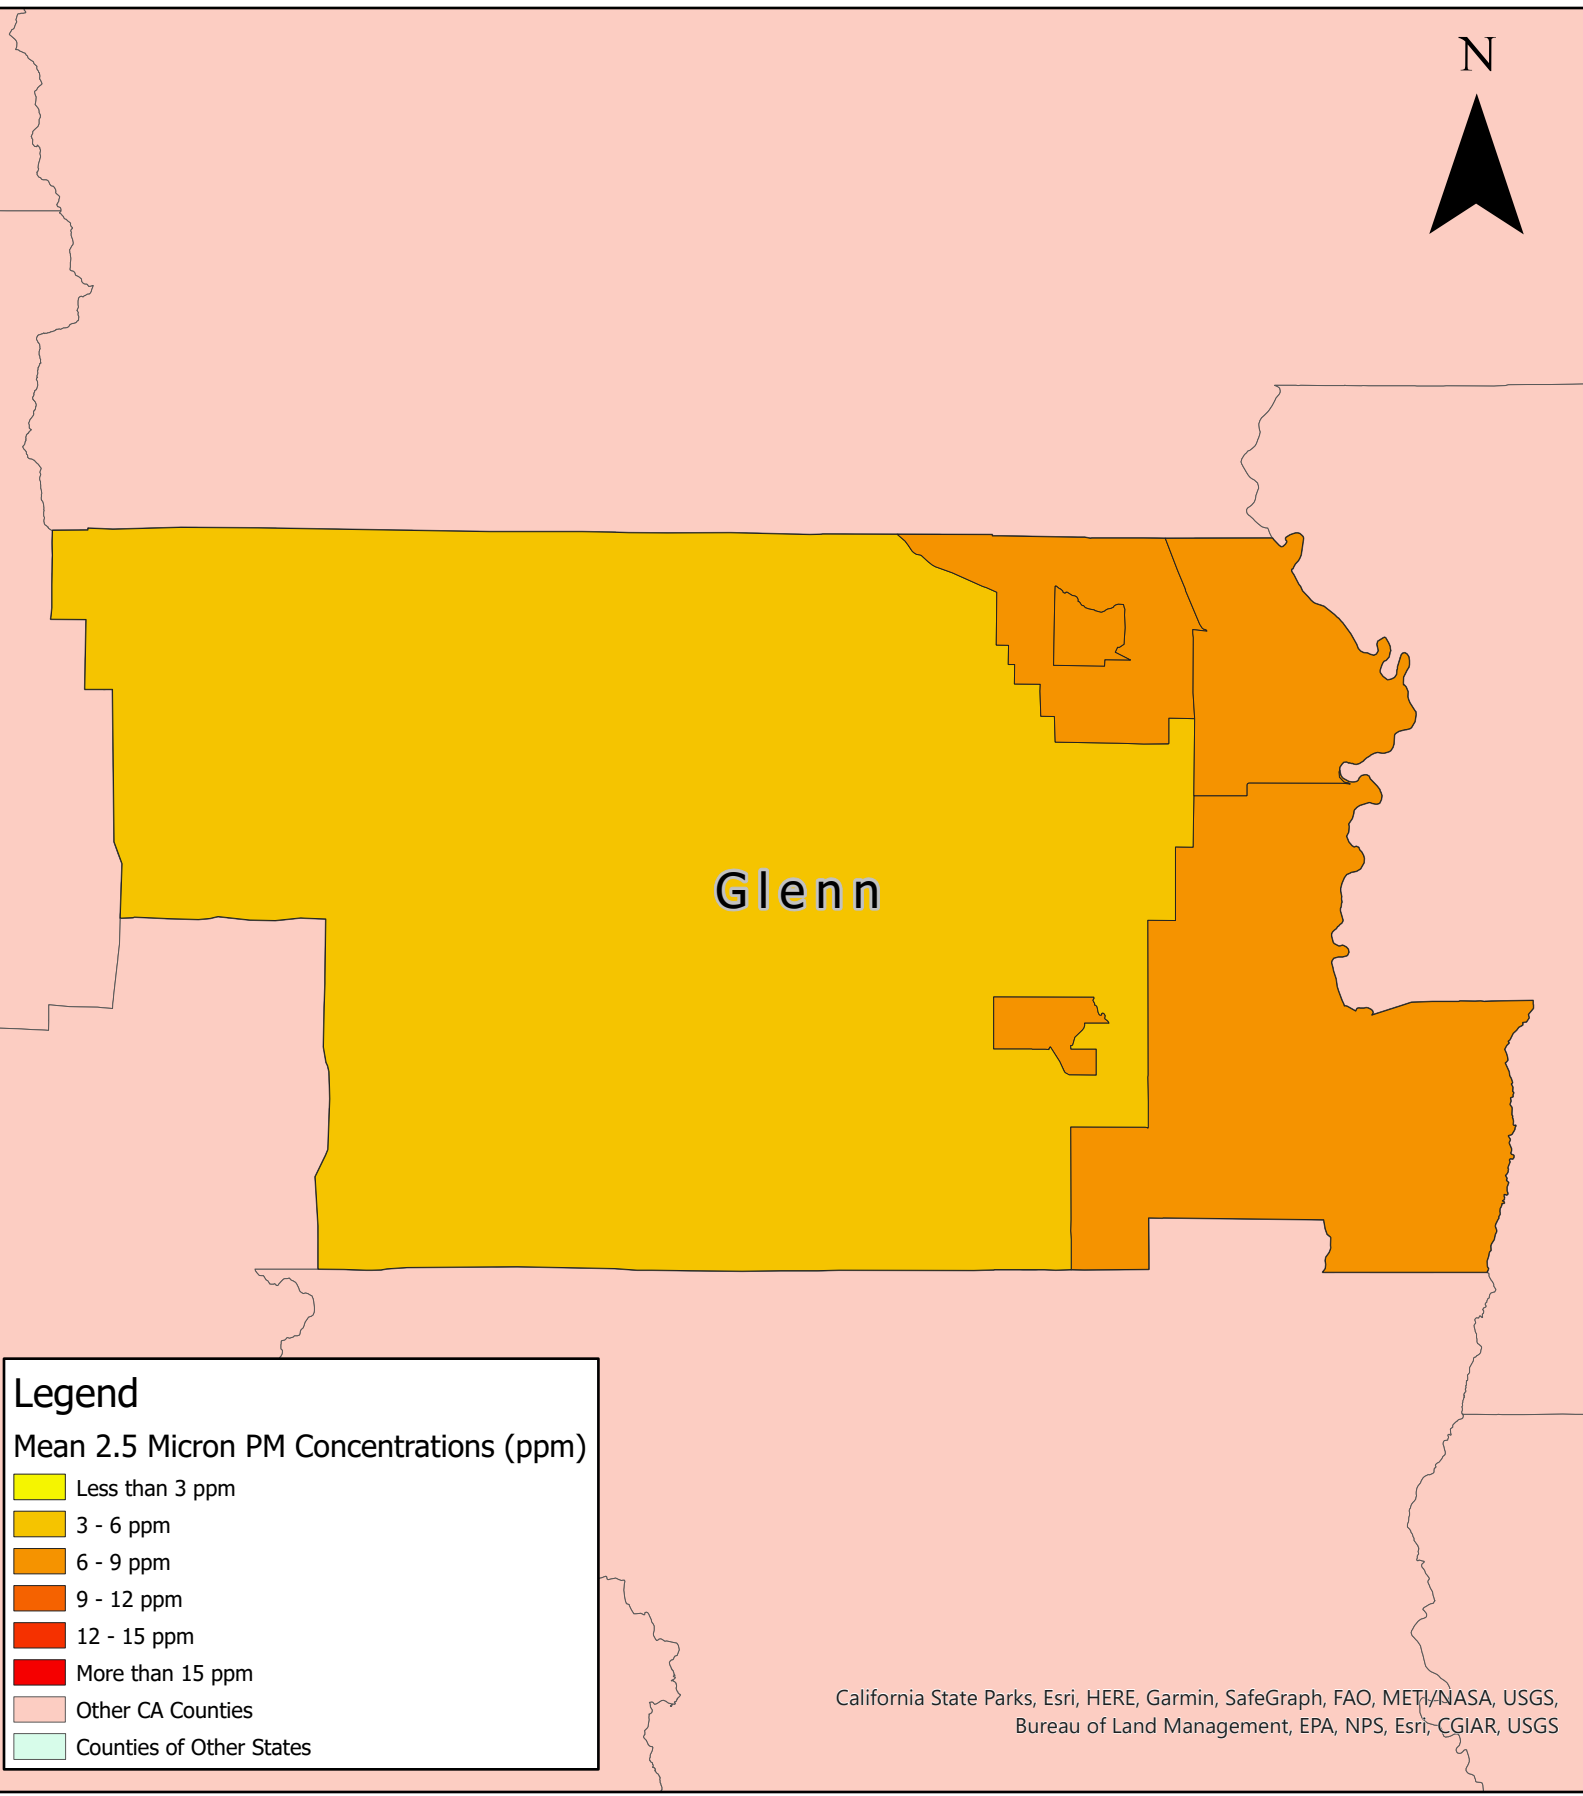 N
Glenn
Legend
Mean 2.5 Micron PM Concentrations (ppm)
Less than 3 ppm
3 - 6 ppm
6 - 9 ppm
9 - 12 ppm
12 - 15 ppm
More than 15 ppm
Other CA Counties
Counties of Other States
California State Parks, Esri, HERE, Garmin, SafeGraph, FAO, METI/NASA, USGS,
Bureau of Land Management, EPA, NPS, Esri, CGIAR, USGS